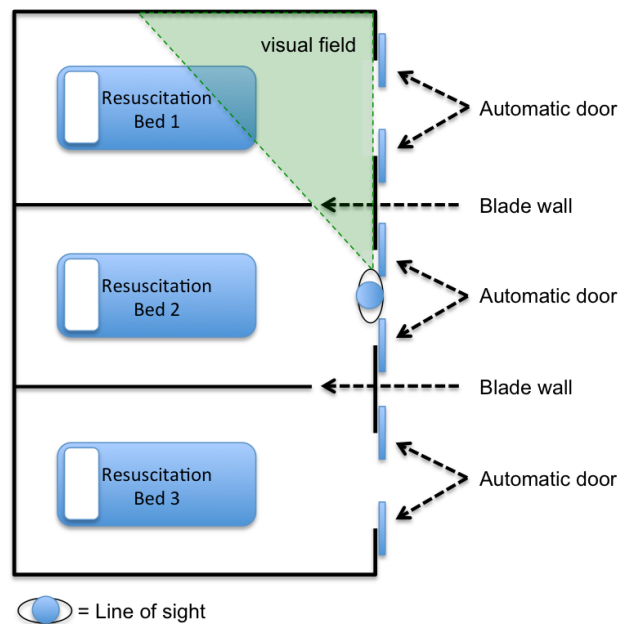 visual field
Resuscitation
Bed 1
Automatic door
Blade wall
Resuscitation
Bed 2
Automatic door
Blade wall
Resuscitation
Bed 3
Automatic door
= Line of sight